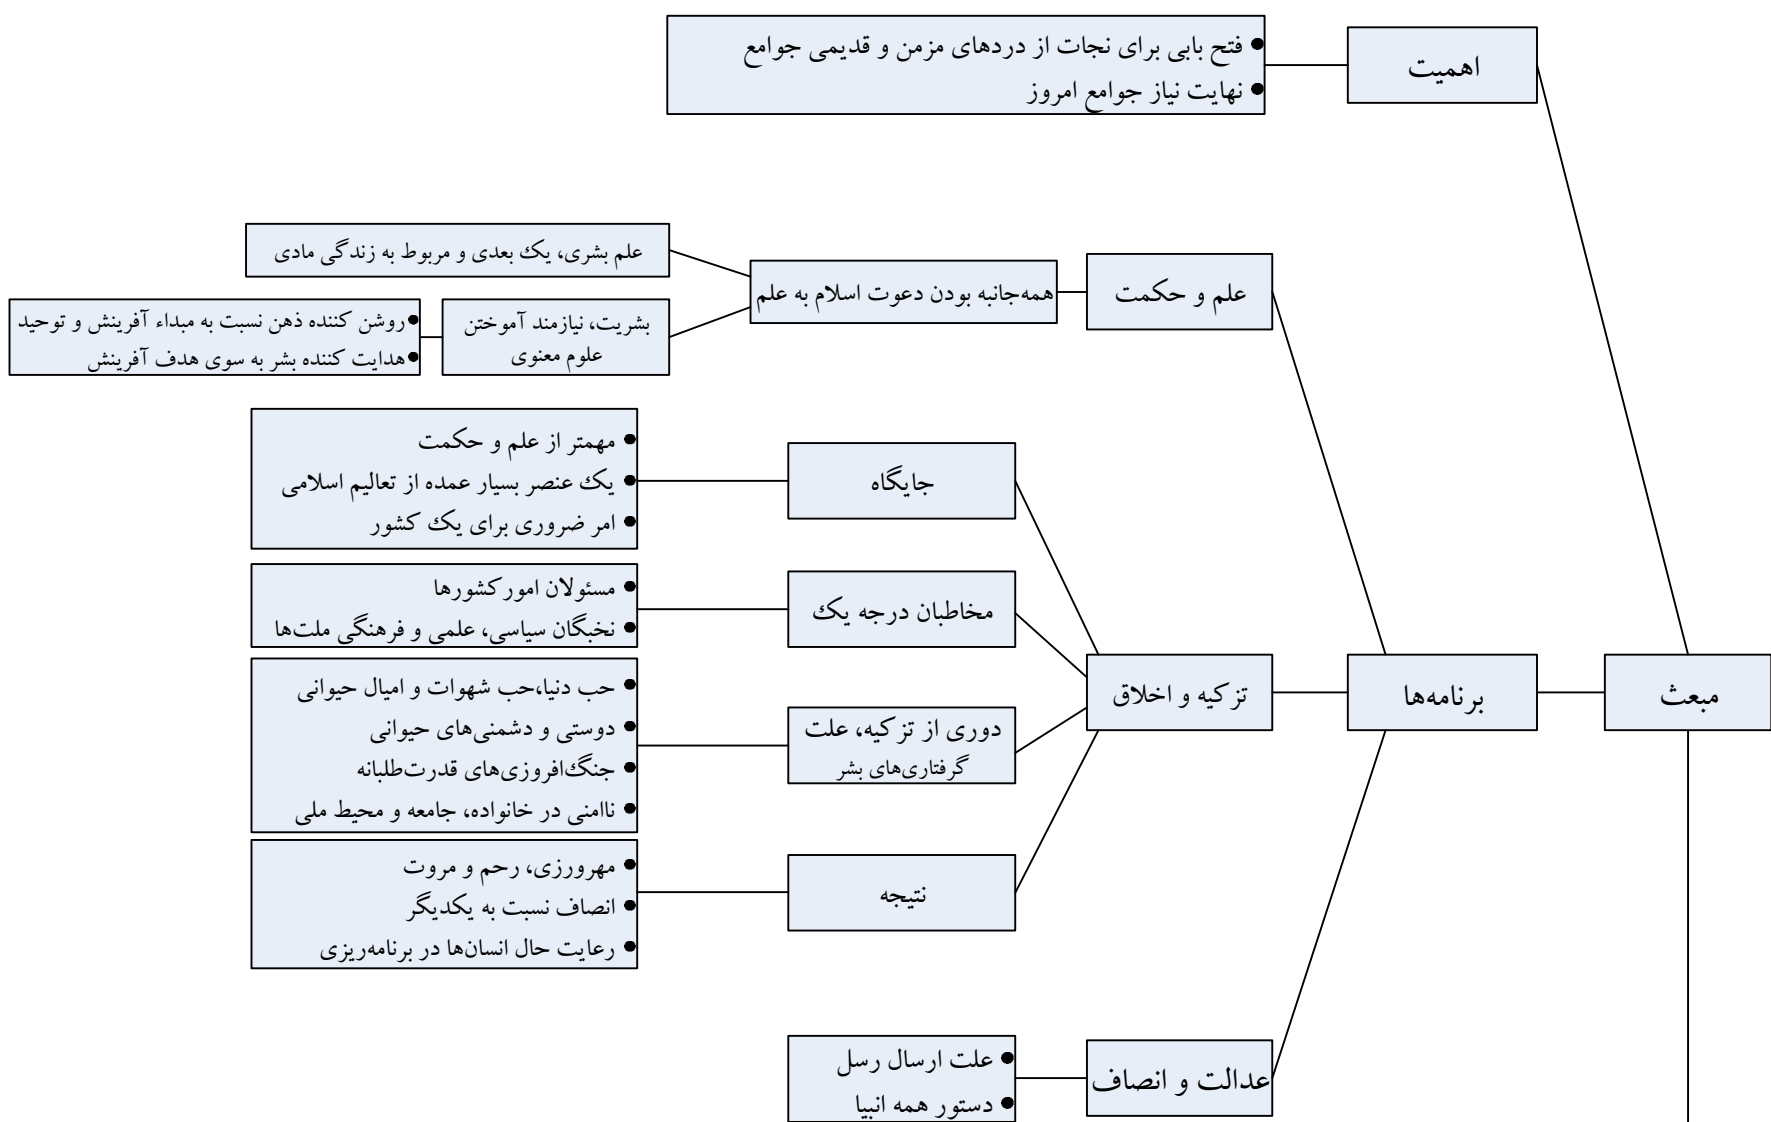 اهمیت
فتح بابی برای نجات از دردهای مزمن و قدیمی جوامع
نهایت نیاز جوامع امروز
مبعث
برنامه‌ها
علم و حکمت
همه‌جانبه بودن دعوت اسلام به علم
علم بشری، یک بعدی و مربوط به زندگی مادی
بشریت، نیازمند آموختن
علوم معنوی
روشن کننده ذهن نسبت به مبداء آفرینش و توحید
هدایت کننده بشر به سوی هدف آفرینش
تزکیه و اخلاق
جایگاه
مهمتر از علم و حکمت
یک عنصر بسیار عمده از تعالیم اسلامی
امر ضروری برای یک کشور
مخاطبان درجه یک
مسئولان امورکشورها
نخبگان سیاسی، علمی و فرهنگی ملت‌ها
دوری از تزکیه، علت
گرفتاری‌های بشر
حب دنیا،حب شهوات و امیال حیوانی
دوستی و دشمنی‌های حیوانی
جنگ‌افروزی‌های قدرت‌طلبانه
ناامنی در خانواده، جامعه و محیط ملی
نتیجه
مهرورزی، رحم و مروت
انصاف نسبت به یکدیگر
رعایت حال انسان‌ها در برنامه‌ریزی
عدالت و انصاف
علت ارسال رسل
دستور همه انبیا